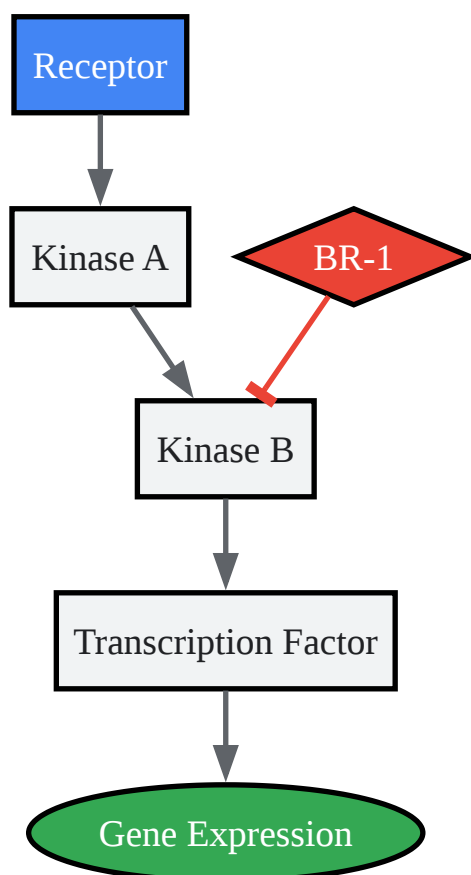 Receptor
Kinase A
BR-1
Kinase B
Transcription Factor
Gene Expression